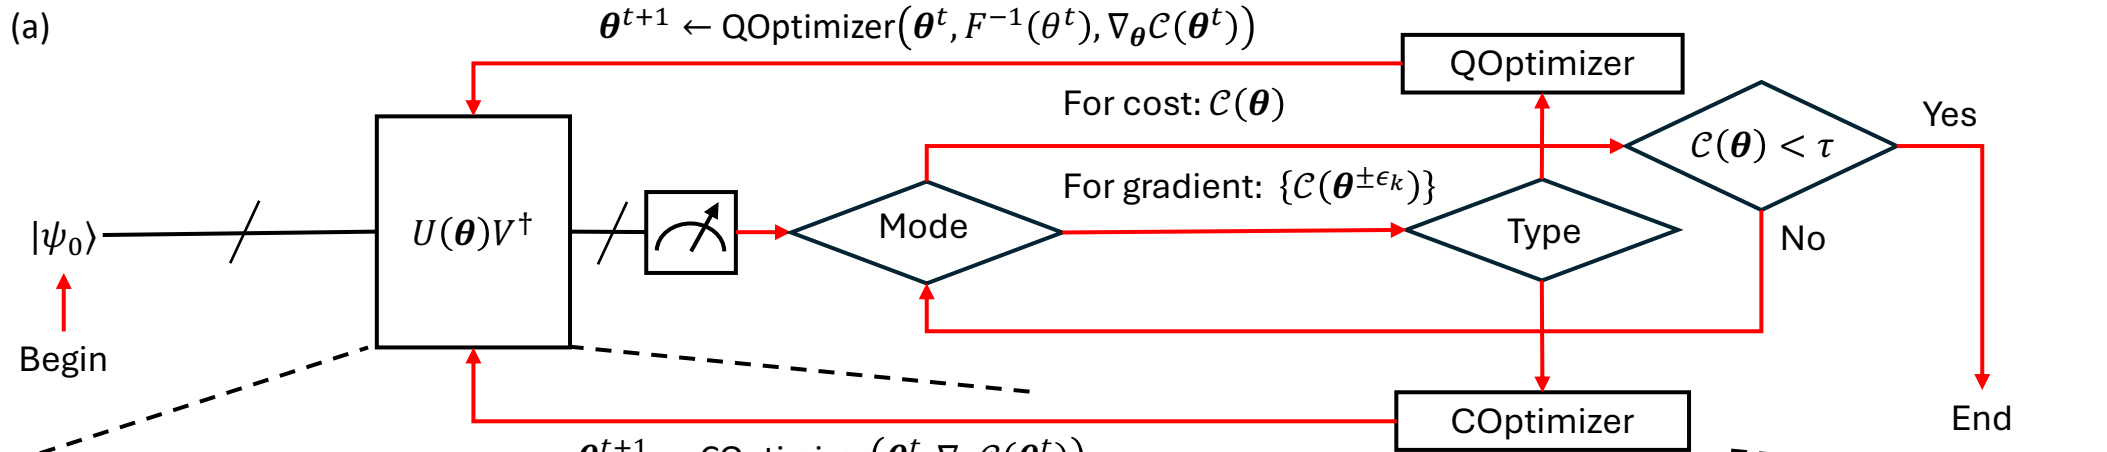 (a)
𝜽^{t+1} ← QOptimizer(𝜽^t, F^{−1}(θ^t), ∇_𝜽 𝒞(𝜽^t))
QOptimizer
For cost: 𝒞(𝜽)
𝒞(𝜽) < τ
Yes
For gradient: {𝒞(𝜽^{±ϵ_k})}
|ψ_0⟩
U(𝜽)V^†
Mode
Type
No
Begin
COptimizer
End